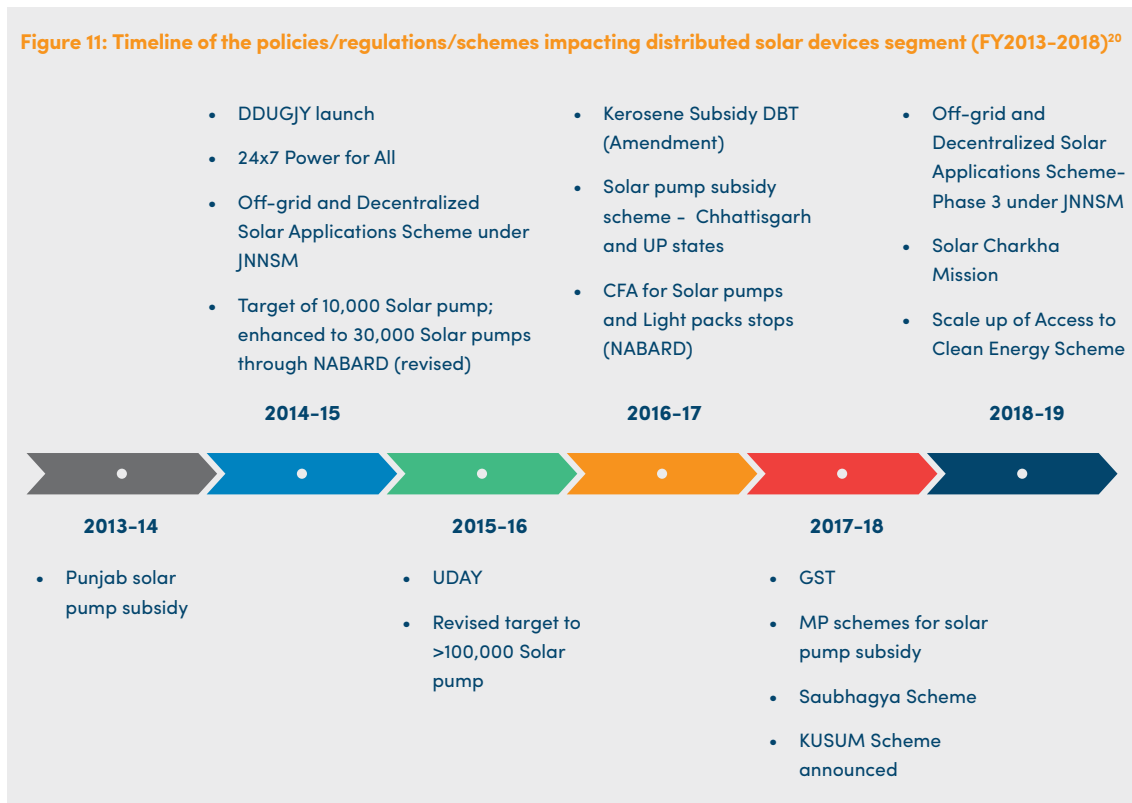 Figure 11: Timeline of the policies/regulations/schemes impacting distributed solar devices segment (FY2013-2018)20
• DDUGJY launch
• 24x7 Power for All
• Off-grid and Decentralized
Solar Applications Scheme under
JNNSM
• Target of 10,000 Solar pump;
enhanced to 30,000 Solar pumps
through NABARD (revised)
2014-15
• Kerosene Subsidy DBT
(Amendment)
• Solar pump subsidy
scheme - Chhattisgarh
and UP states
• CFA for Solar pumps
and Light packs stops
(NABARD)
2016-17
• Off-grid and
Decentralized Solar
Applications Scheme-
Phase 3 under JNNSM
• Solar Charkha
Mission
• Scale up of Access to
Clean Energy Scheme
2018-19
2013-14
• Punjab solar
pump subsidy
2015-16
• UDAY
• Revised target to
>100,000 Solar
pump
2017-18
• GST
• MP schemes for solar
pump subsidy
• Saubhagya Scheme
• KUSUM Scheme
announced